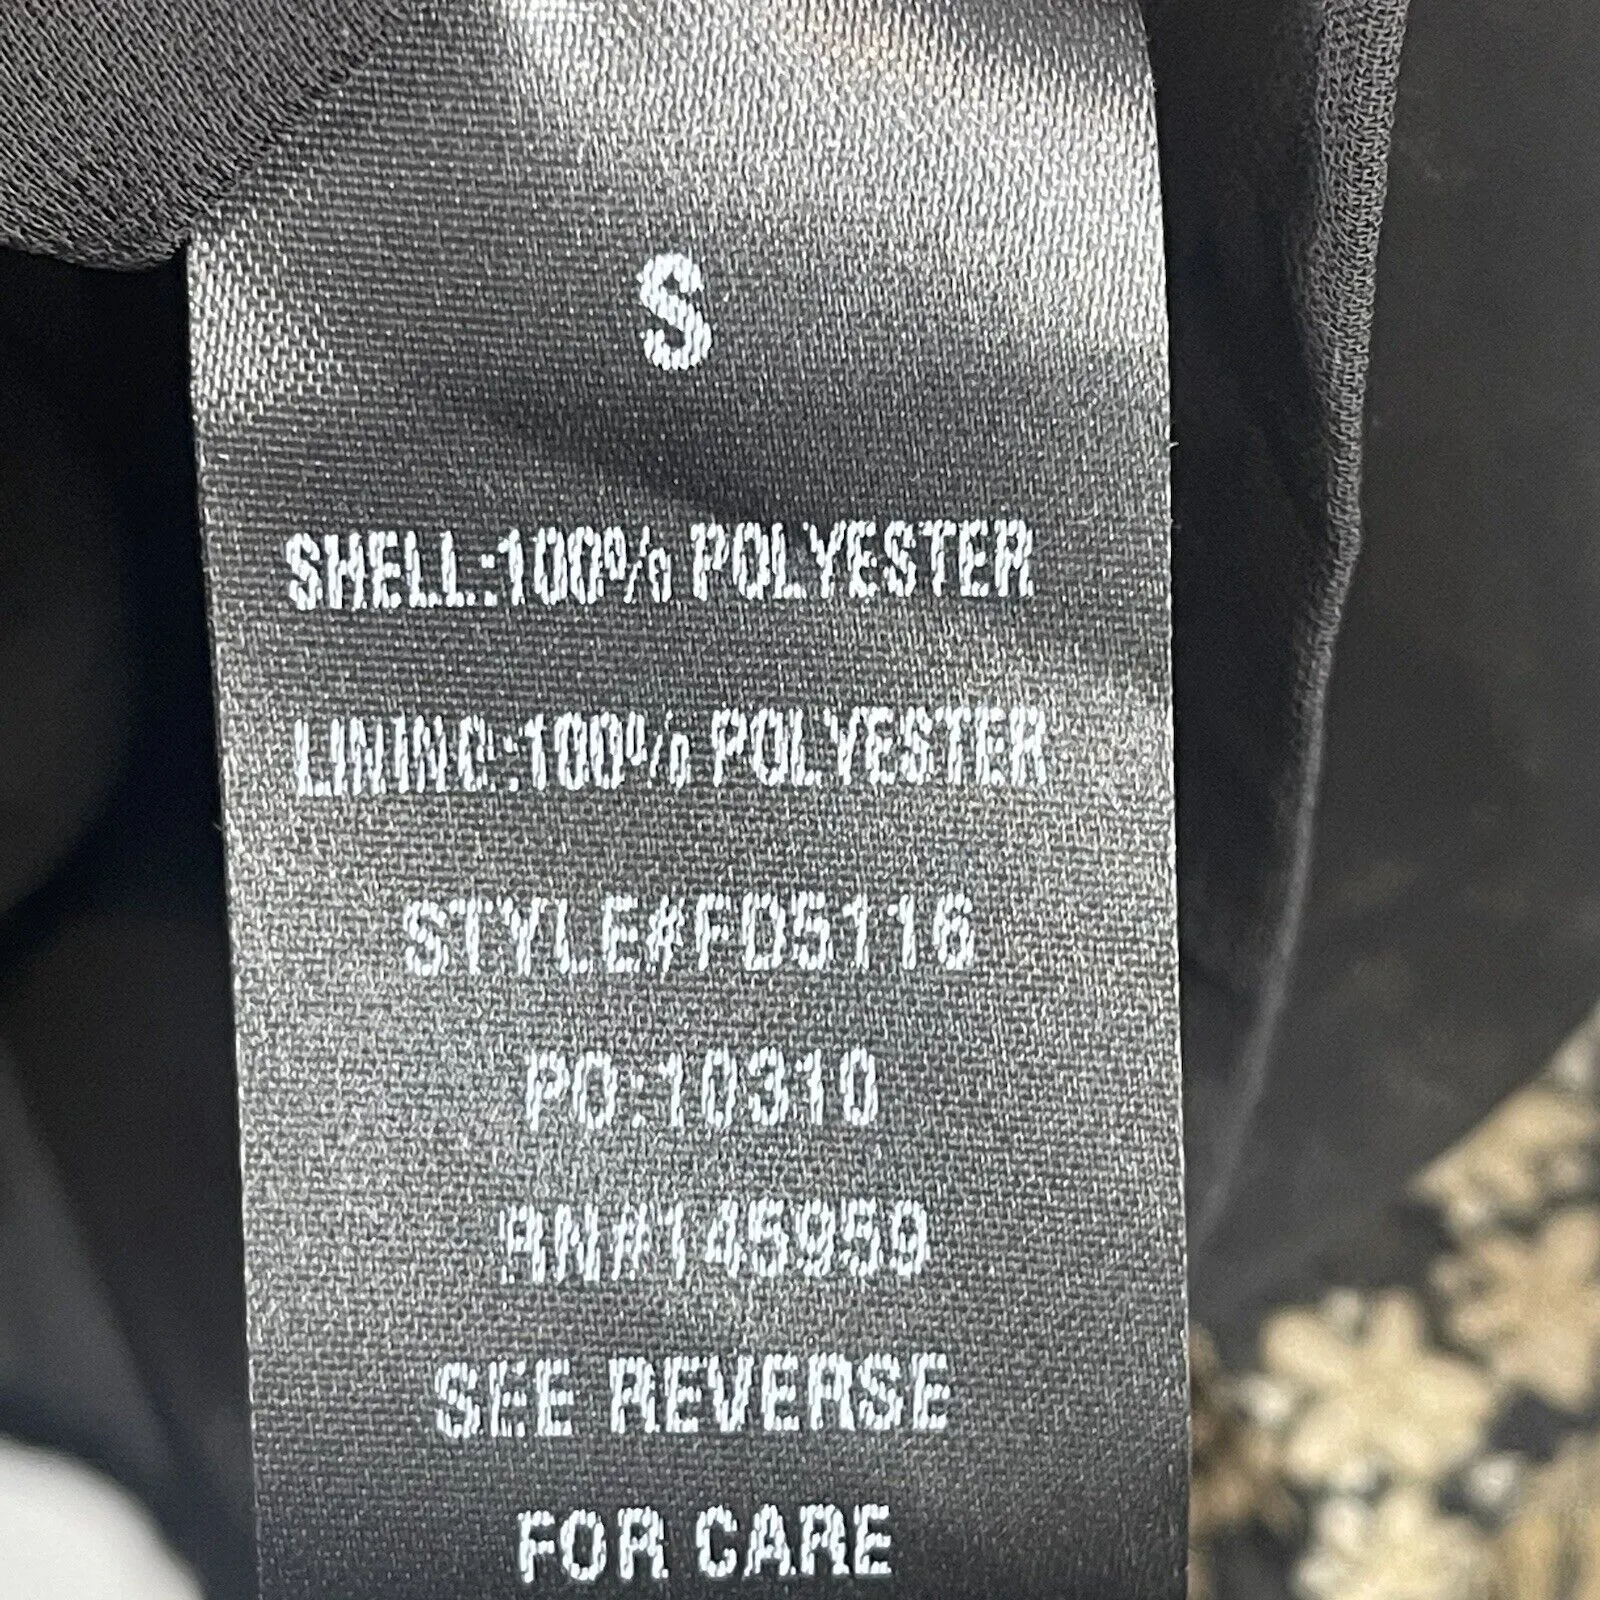 S
SHELL:100% POLYESTER
LINING:100% POLYESTER
STYLE#FD5116
PO:10310
RN#145959
SEE REVERSE
FOR CARE